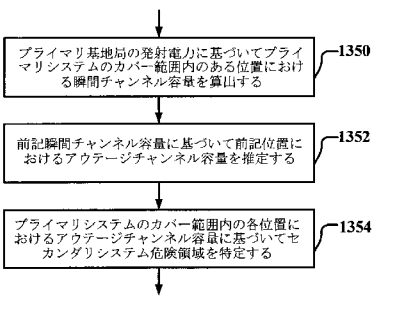 プライマリ基地局の発射電力に基づいてプライ
マリシステムのカバー範囲内のある位置におけ
る瞬間チャンネル容量を算出する
1350
前記瞬間チャンネル容量に基づいて前記位置に
おけるアウテージチャンネル容量を推定する
1352
プライマリシステムのカバー範囲内の各位置に
おけるアウテージチャンネル容量に基づいてセ
カンダリシステム危険領域を特定する
1354